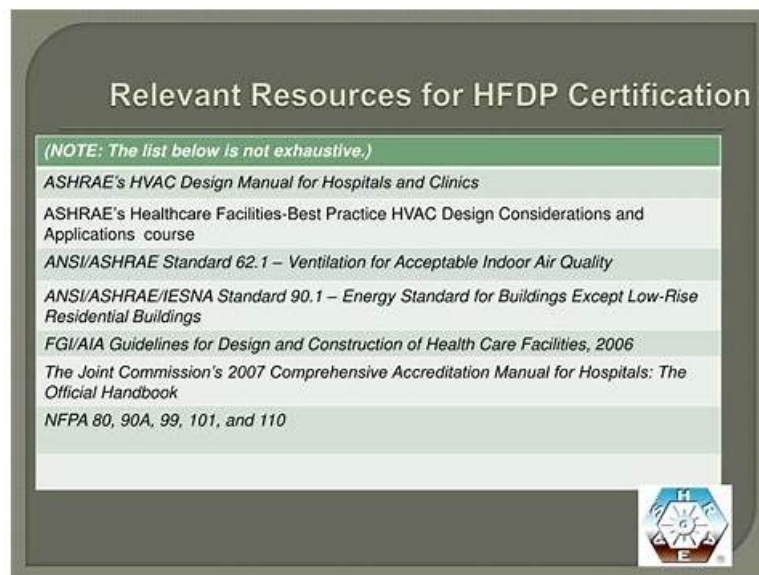 Relevant Resources for HFDP Certification
(NOTE: The list below is not exhaustive.)
ASHRAE's HVAC Design Manual for Hospitals and Clinics
ASHRAE's Healthcare Facilities-Best Practice HVAC Design Considerations and
Applications course
ANSI/ASHRAE Standard 62.1 – Ventilation for Acceptable Indoor Air Quality
ANSI/ASHRAE/IESNA Standard 90.1 – Energy Standard for Buildings Except Low-Rise
Residential Buildings
FGI/AIA Guidelines for Design and Construction of Health Care Facilities, 2006
The Joint Commission's 2007 Comprehensive Accreditation Manual for Hospitals: The
Official Handbook
NFPA 80, 90A, 99, 101, and 110